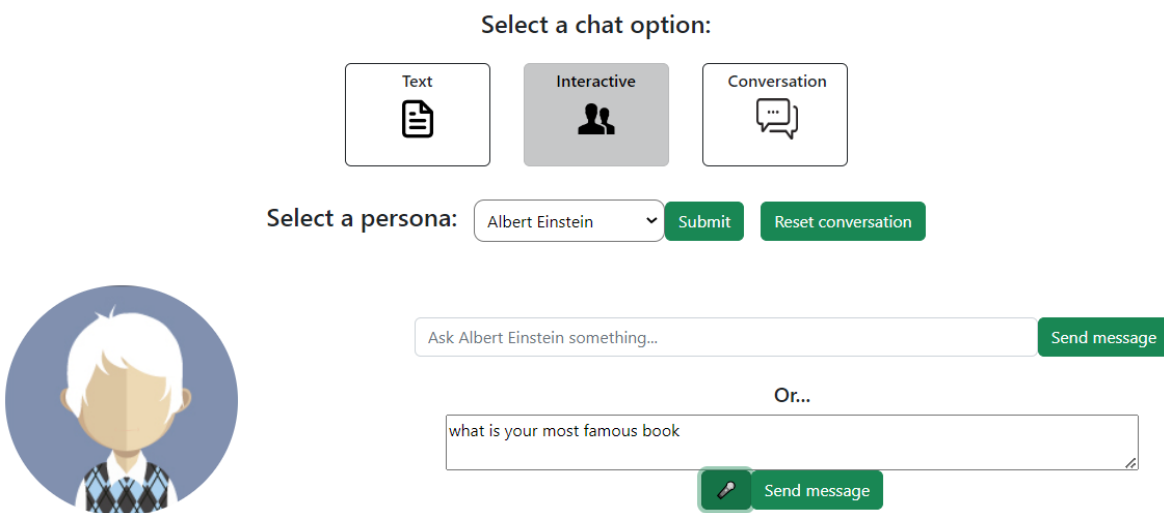 Select a chat option:
Text
Interactive
Conversation
Select a persona:
Albert Einstein
Submit
Reset conversation
Ask Albert Einstein something...
Send message
Or...
what is your most famous book
Send message